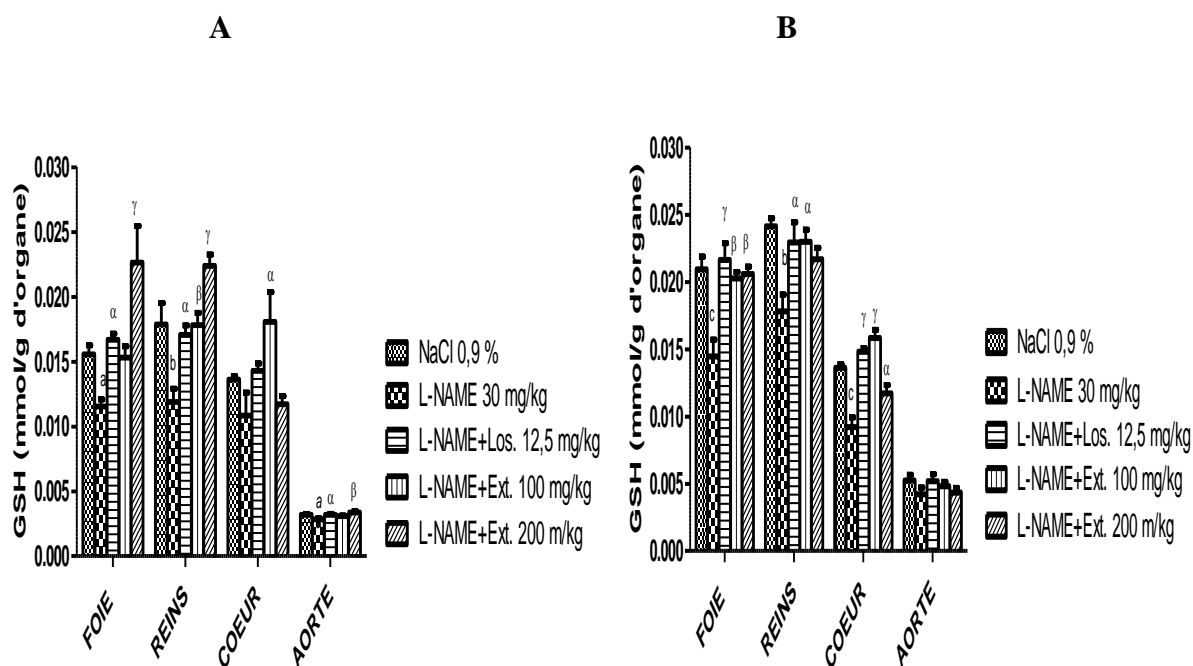 A
B
GSH (mmol/g d'organe)
0.030
0.025
0.020
0.015
0.010
0.005
0.000
a
α
γ
b
α
β
γ
α
a
α
β
FOIE
REINS
COEUR
AORTE
NaCl 0,9 %
L-NAME 30 mg/kg
L-NAME+Los. 12,5 mg/kg
L-NAME+Ext. 100 mg/kg
L-NAME+Ext. 200 m/kg
GSH (mmol/g d'organe)
0.030
0.025
0.020
0.015
0.010
0.005
0.000
c
γ
β
β
b
α
α
c
γ
γ
α
FOIE
REINS
COEUR
AORTE
NaCl 0,9 %
L-NAME 30 mg/kg
L-NAME+Los. 12,5 mg/kg
L-NAME+Ext. 100 mg/kg
L-NAME+Ext. 200 m/kg